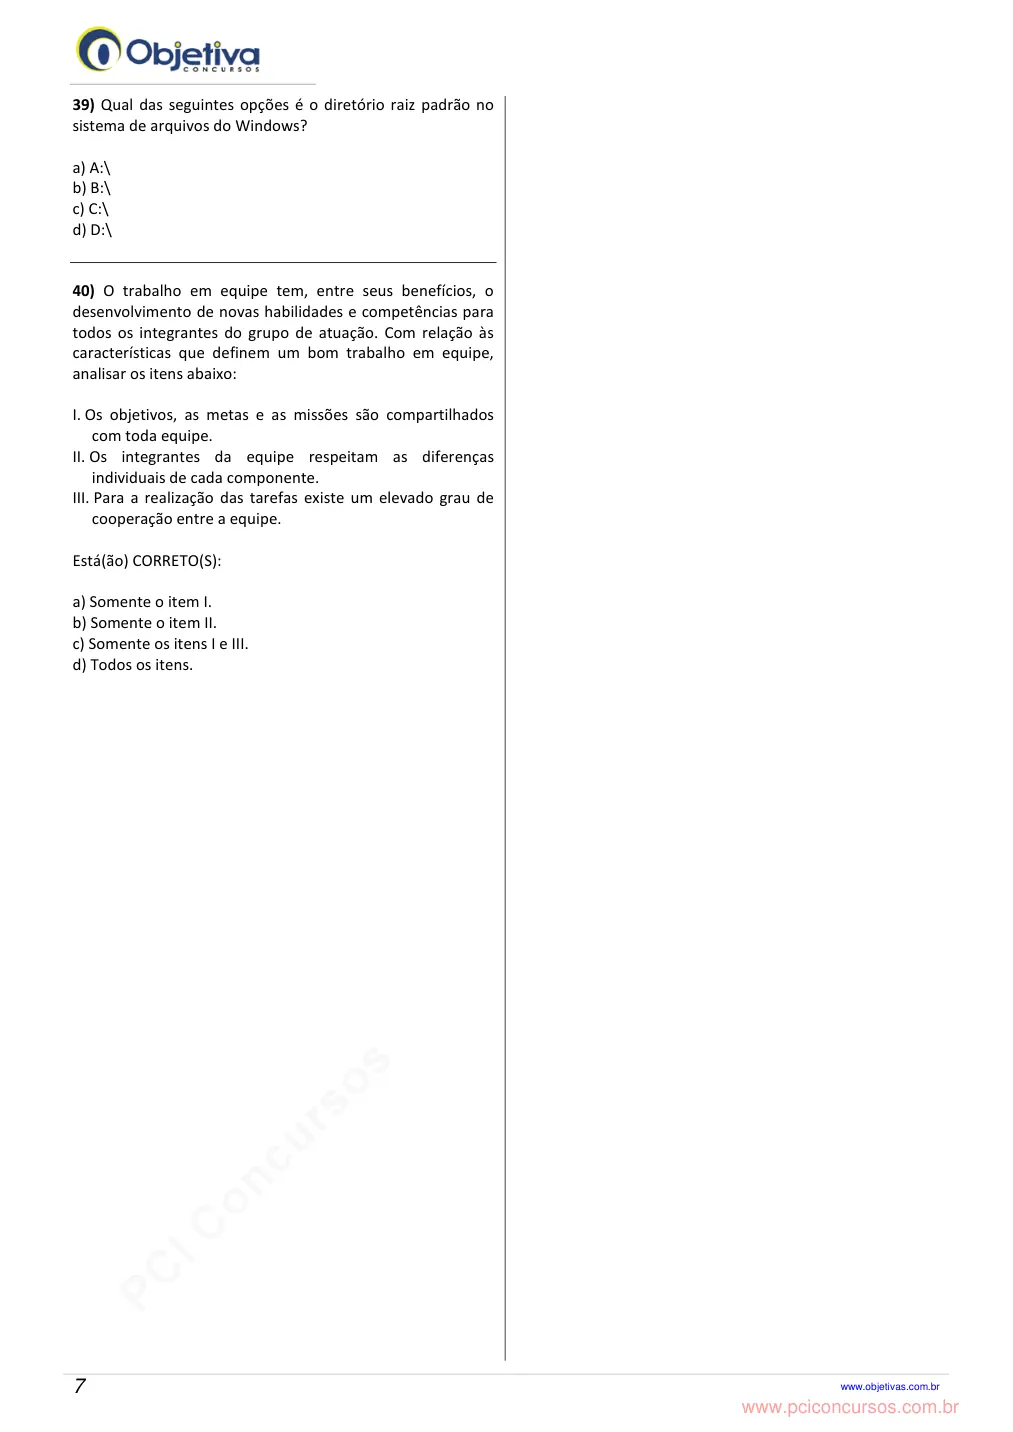 Objetiva
CONCURSOS
39) Qual das seguintes opções é o diretório raiz padrão no
sistema de arquivos do Windows?
a) A:\
b) B:\
c) C:\
d) D:\
40) O trabalho em equipe tem, entre seus benefícios, o
desenvolvimento de novas habilidades e competências para
todos os integrantes do grupo de atuação. Com relação às
características que definem um bom trabalho em equipe,
analisar os itens abaixo:
I. Os objetivos, as metas e as missões são compartilhados
com toda equipe.
II. Os integrantes da equipe respeitam as diferenças
individuais de cada componente.
III. Para a realização das tarefas existe um elevado grau de
cooperação entre a equipe.
Está(ão) CORRETO(S):
a) Somente o item I.
b) Somente o item II.
c) Somente os itens I e III.
d) Todos os itens.
PCI Concursos
7
www.objetivas.com.br
www.pciconcursos.com.br